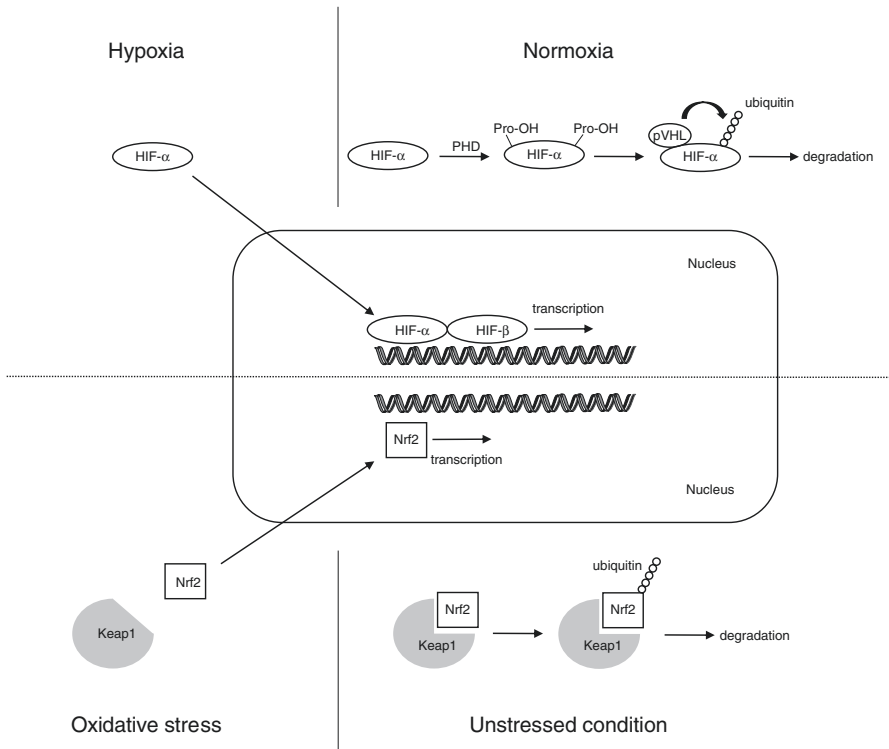 Hypoxia
Normoxia
HIF-α
HIF-α
PHD
Pro-OH
Pro-OH
HIF-α
pVHL
ubiquitin
HIF-α
degradation
Nucleus
HIF-α
HIF-β
transcription
Nrf2
transcription
Nucleus
Nrf2
Keap1
Nrf2
Keap1
ubiquitin
Nrf2
Keap1
degradation
Oxidative stress
Unstressed condition